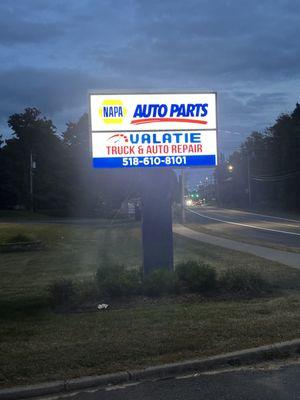 NAPA AUTO PARTS
VALATIE
TRUCK & AUTO REPAIR
518-610-8101